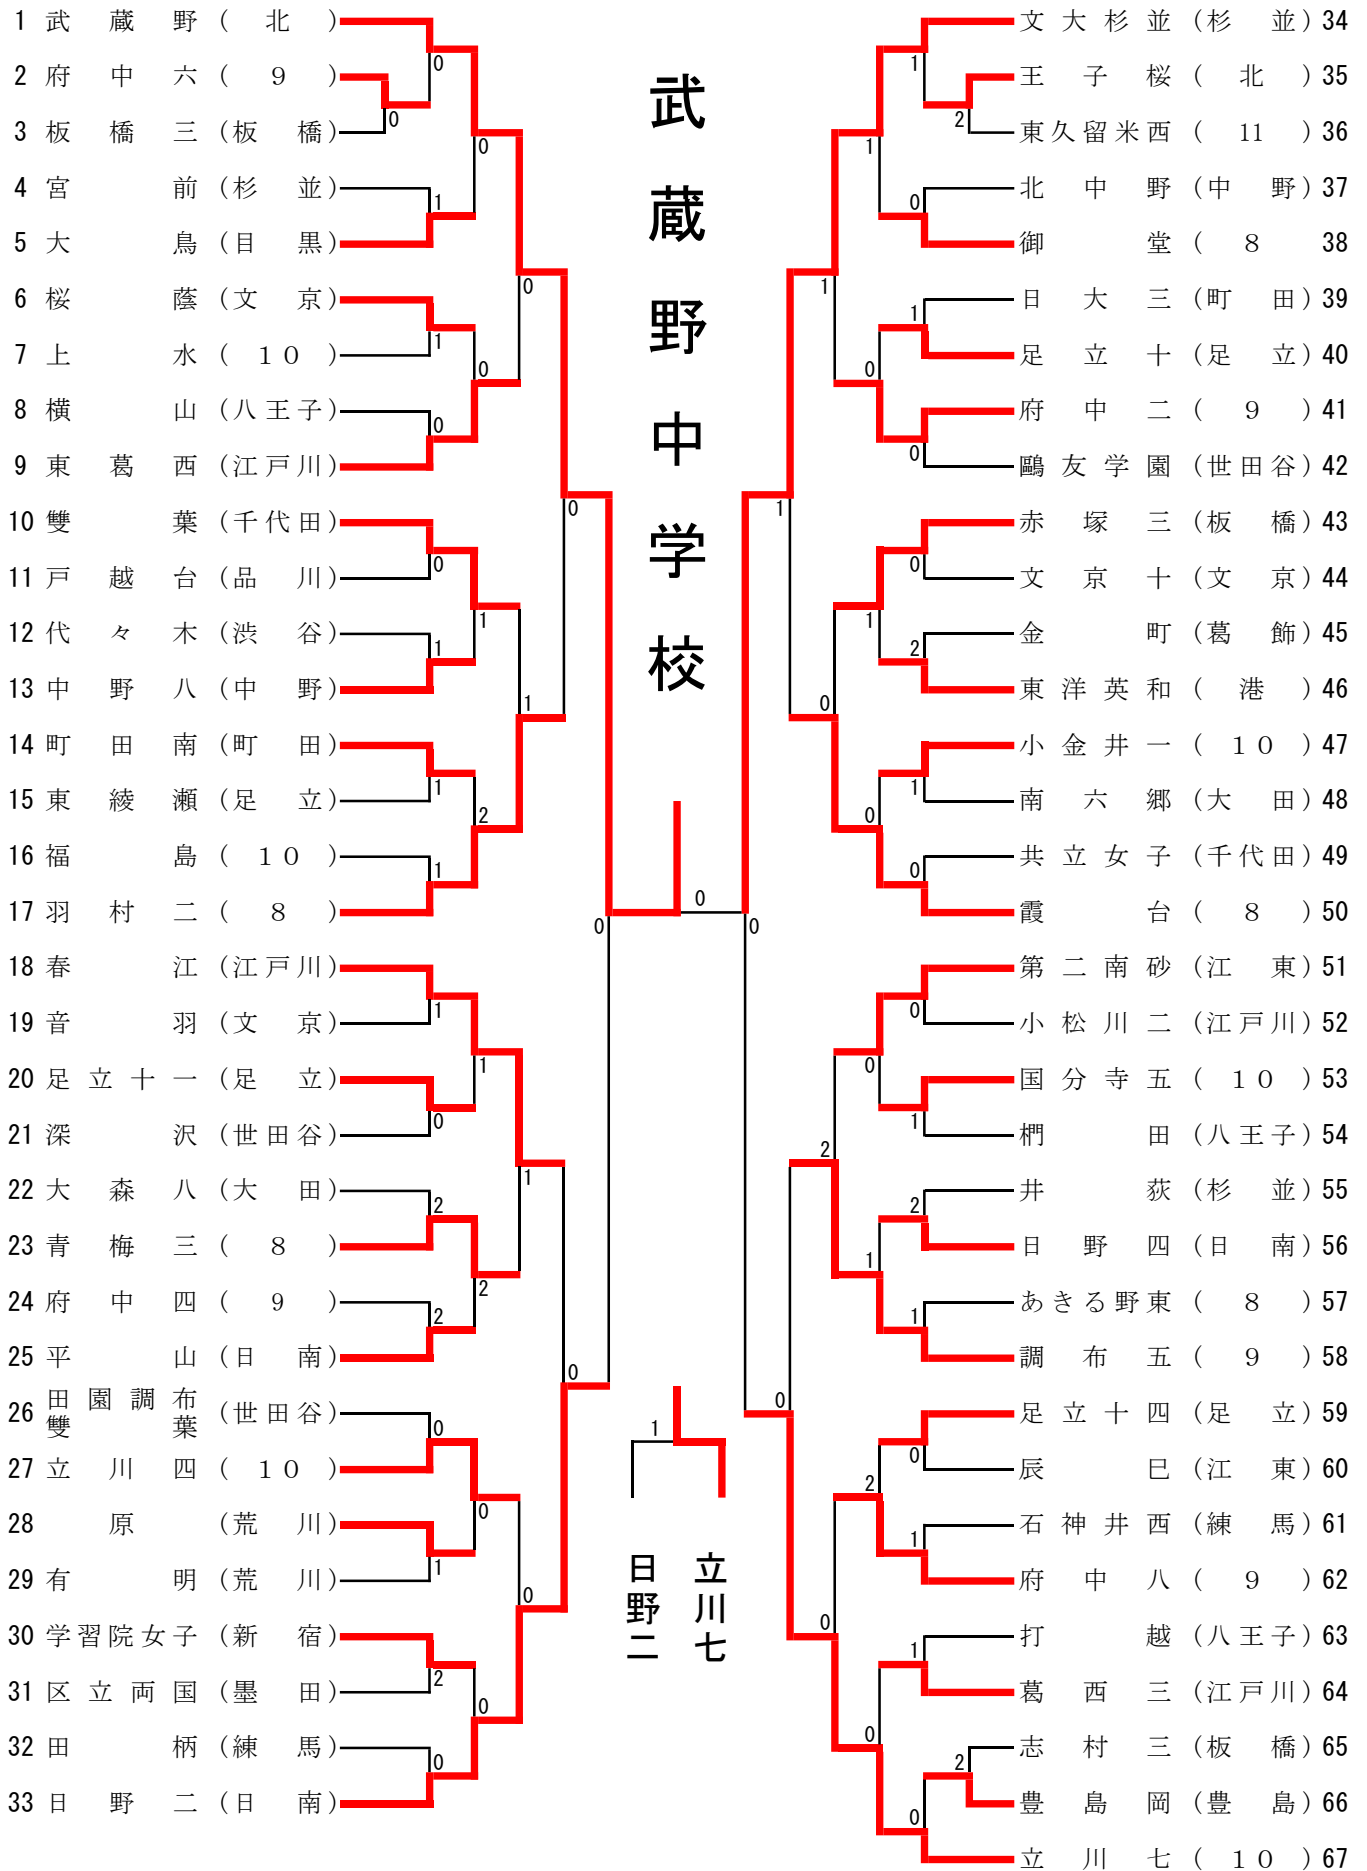 1 武蔵野 (北)
2 府中六 (9)
3 板橋三 (板橋)
4 宮前 (杉並)
5 大鳥 (目黒)
6 桜蔭 (文京)
7 上水 (10)
8 横山 (八王子)
9 東葛西 (江戸川)
10 雙葉 (千代田)
11 戸越台 (品川)
12 代々木 (渋谷)
13 中野八 (中野)
14 町田南 (町田)
15 東綾瀬 (足立)
16 福島 (10)
17 羽村二 (8)
18 春江 (江戸川)
19 音羽 (文京)
20 足立十一 (足立)
21 深沢 (世田谷)
22 大森八 (大田)
23 青梅三 (8)
24 府中四 (9)
25 平山 (日南)
26 田園調布雙葉 (世田谷)
27 立川四 (10)
28 原 (荒川)
29 有明 (荒川)
30 学習院女子 (新宿)
31 区立両国 (墨田)
32 田柄 (練馬)
33 日野二 (日南)
0
0
0
1
0
1
0
0
0
0
1
1
1
1
2
1
0
1
1
0
1
2
2
2
0
0
0
1
0
2
0
0
0
武蔵野中学校
0
1
日野二
立川七
1
2
1
0
1
1
0
0
1
0
1
2
0
1
0
0
0
0
0
1
2
2
1
1
0
0
2
1
0
1
0
2
0
文大杉並 (杉並) 34
王子桜 (北) 35
東久留米西 (11) 36
北中野 (中野) 37
御堂 (8 38
日大三 (町田) 39
足立十 (足立) 40
府中二 (9) 41
鷗友学園 (世田谷) 42
赤塚三 (板橋) 43
文京十 (文京) 44
金町 (葛飾) 45
東洋英和 (港) 46
小金井一 (10) 47
南六郷 (大田) 48
共立女子 (千代田) 49
霞台 (8) 50
第二南砂 (江東) 51
小松川二 (江戸川) 52
国分寺五 (10) 53
椚田 (八王子) 54
井荻 (杉並) 55
日野四 (日南) 56
あきる野東 (8) 57
調布五 (9) 58
足立十四 (足立) 59
辰巳 (江東) 60
石神井西 (練馬) 61
府中八 (9) 62
打越 (八王子) 63
葛西三 (江戸川) 64
志村三 (板橋) 65
豊島岡 (豊島) 66
立川七 (10) 67